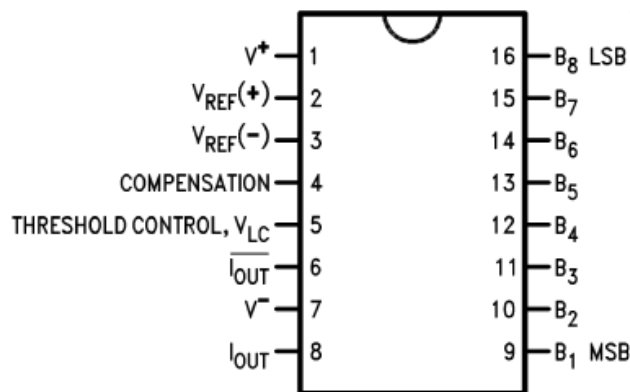 V+ 1 16 B8 LSB
VREF(+) 2 15 B7
VREF(-) 3 14 B6
COMPENSATION 4 13 B5
THRESHOLD CONTROL, VLC 5 12 B4
IOUT 6 11 B3
V- 7 10 B2
IOUT 8 9 B1 MSB